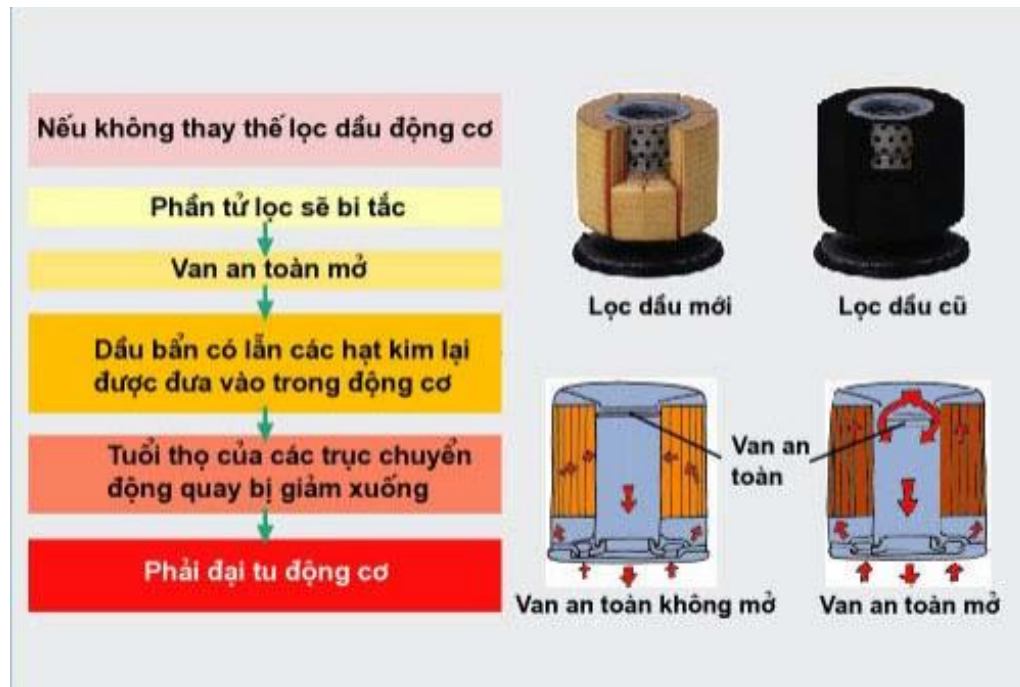 Nếu không thay thế lọc dầu động cơ
Phần tử lọc sẽ bi tắc
Van an toàn mở
Dầu bẩn có lẫn các hạt kim lại
được đưa vào trong động cơ
Tuổi thọ của các trục chuyển
động quay bị giảm xuống
Phải đại tu động cơ
Lọc dầu mới
Lọc dầu cũ
Van an
toàn
Van an toàn không mở
Van an toàn mở